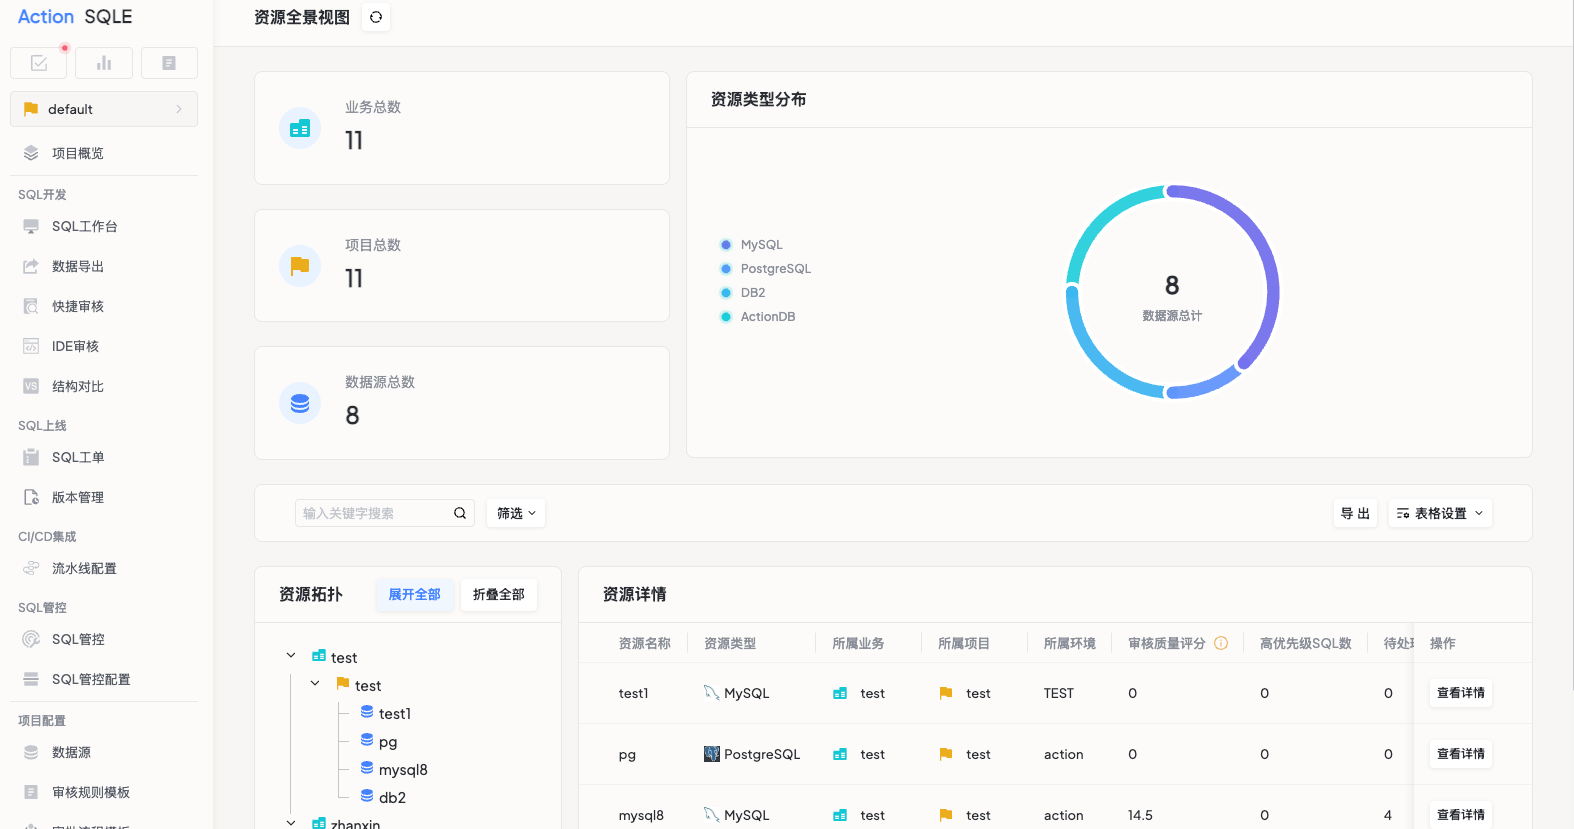 Action SQLE
default
项目概览
SQL开发
SQL工作台
数据导出
快捷审核
IDE审核
VS
结构对比
SQL上线
SQL工单
版本管理
CI/CD集成
流水线配置
SQL管控
SQL管控
SQL管控配置
项目配置
数据源
审核规则模板
资源全景视图
业务总数
11
项目总数
11
数据源总数
8
资源类型分布
MySQL
PostgreSQL
DB2
ActionDB
8
数据源总计
输入关键字搜索
筛选
导 出
表格设置
资源拓扑
展开全部
折叠全部
test
test
test1
pg
mysql8
db2
zhanxin
资源详情
资源名称 资源类型 所属业务 所属项目 所属环境 审核质量评分 高优先级SQL数 待处 操作
test1 MySQL test test TEST 0 0 0 查看详情
pg PostgreSQL test test action 0 0 0 查看详情
mysql8 MySQL test test action 14.5 0 4 查看详情